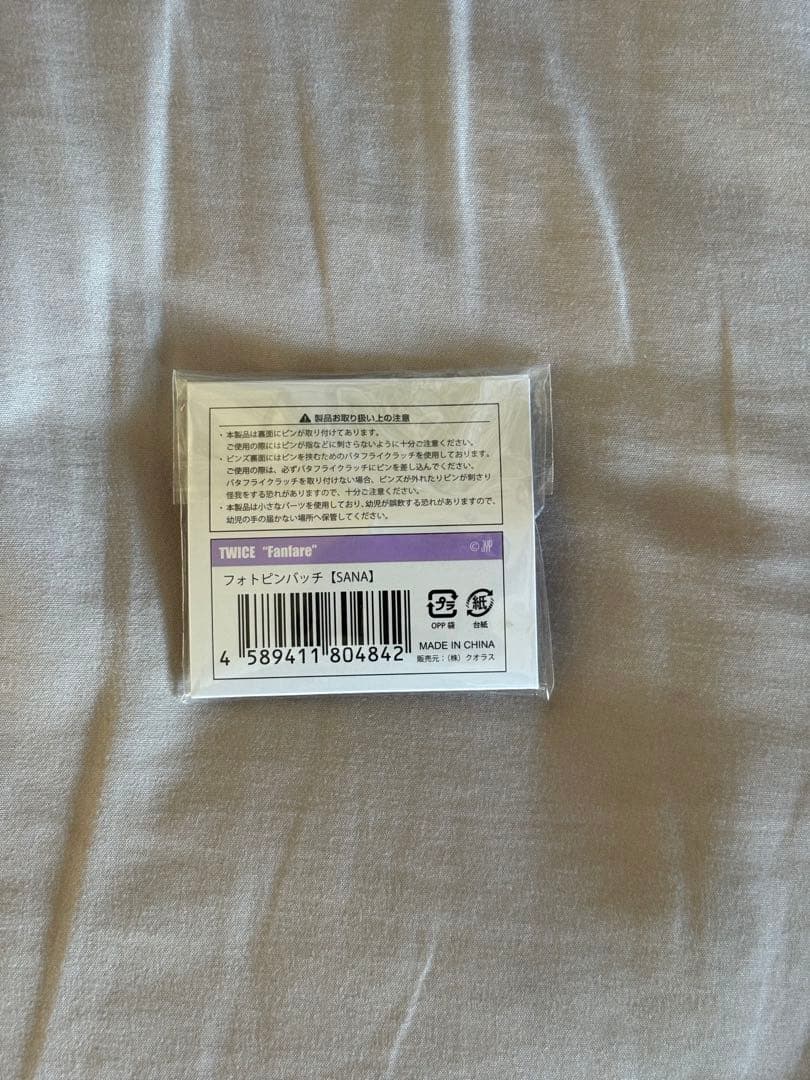 ⚠ 製品お取り扱い上の注意
・本製品は裏面にピンが取り付けてあります。
ご使用の際にはピンが指などに刺さらないように十分ご注意ください。
・ピンズ裏面にはピンを挟むためのバタフライクラッチを使用しております。
ご使用の際は、必ずバタフライクラッチにピンを差し込んでください。
バタフライクラッチを取り付けない場合、ピンズが外れたりピンが刺さり
怪我をする恐れがありますので、十分ご注意ください。
・本製品は小さなパーツを使用しており、幼児が誤飲する恐れがありますので、
幼児の手の届かない場所へ保管してください。
TWICE "Fanfare" © JYP
フォトピンバッチ【SANA】
プラ 紙
OPP 袋 台紙
MADE IN CHINA
販売元:(株)クオラス
4 589411 804842